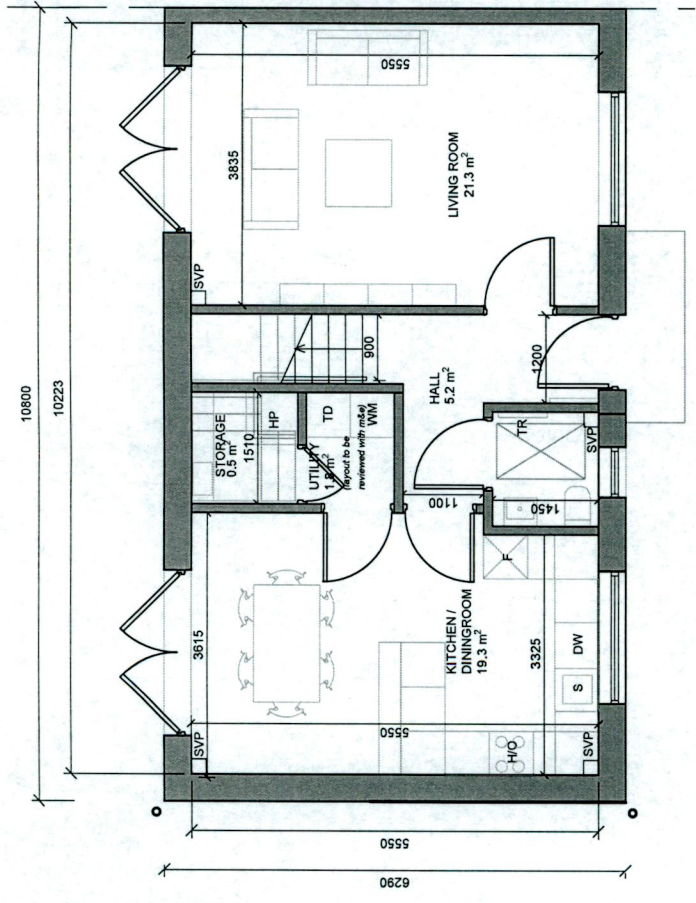 10800
10223
5550
3835
LIVING ROOM
21.3 m²
SVP
900
1200
HALL
5.2 m²
STORAGE
0.5 m²
1510
HP
TD
WM
UTILITY
(layout to be
reviewed with m&e)
TR
SVP
1450
1100
F
KITCHEN /
DININGROOM
19.3 m²
3615
3325
DW
S
H/O
SVP
SVP
5550
5550
6290